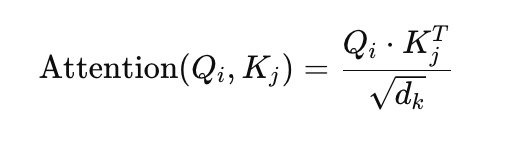 Attention(Q_i, K_j) = \frac{Q_i \cdot K_j^T}{\sqrt{d_k}}